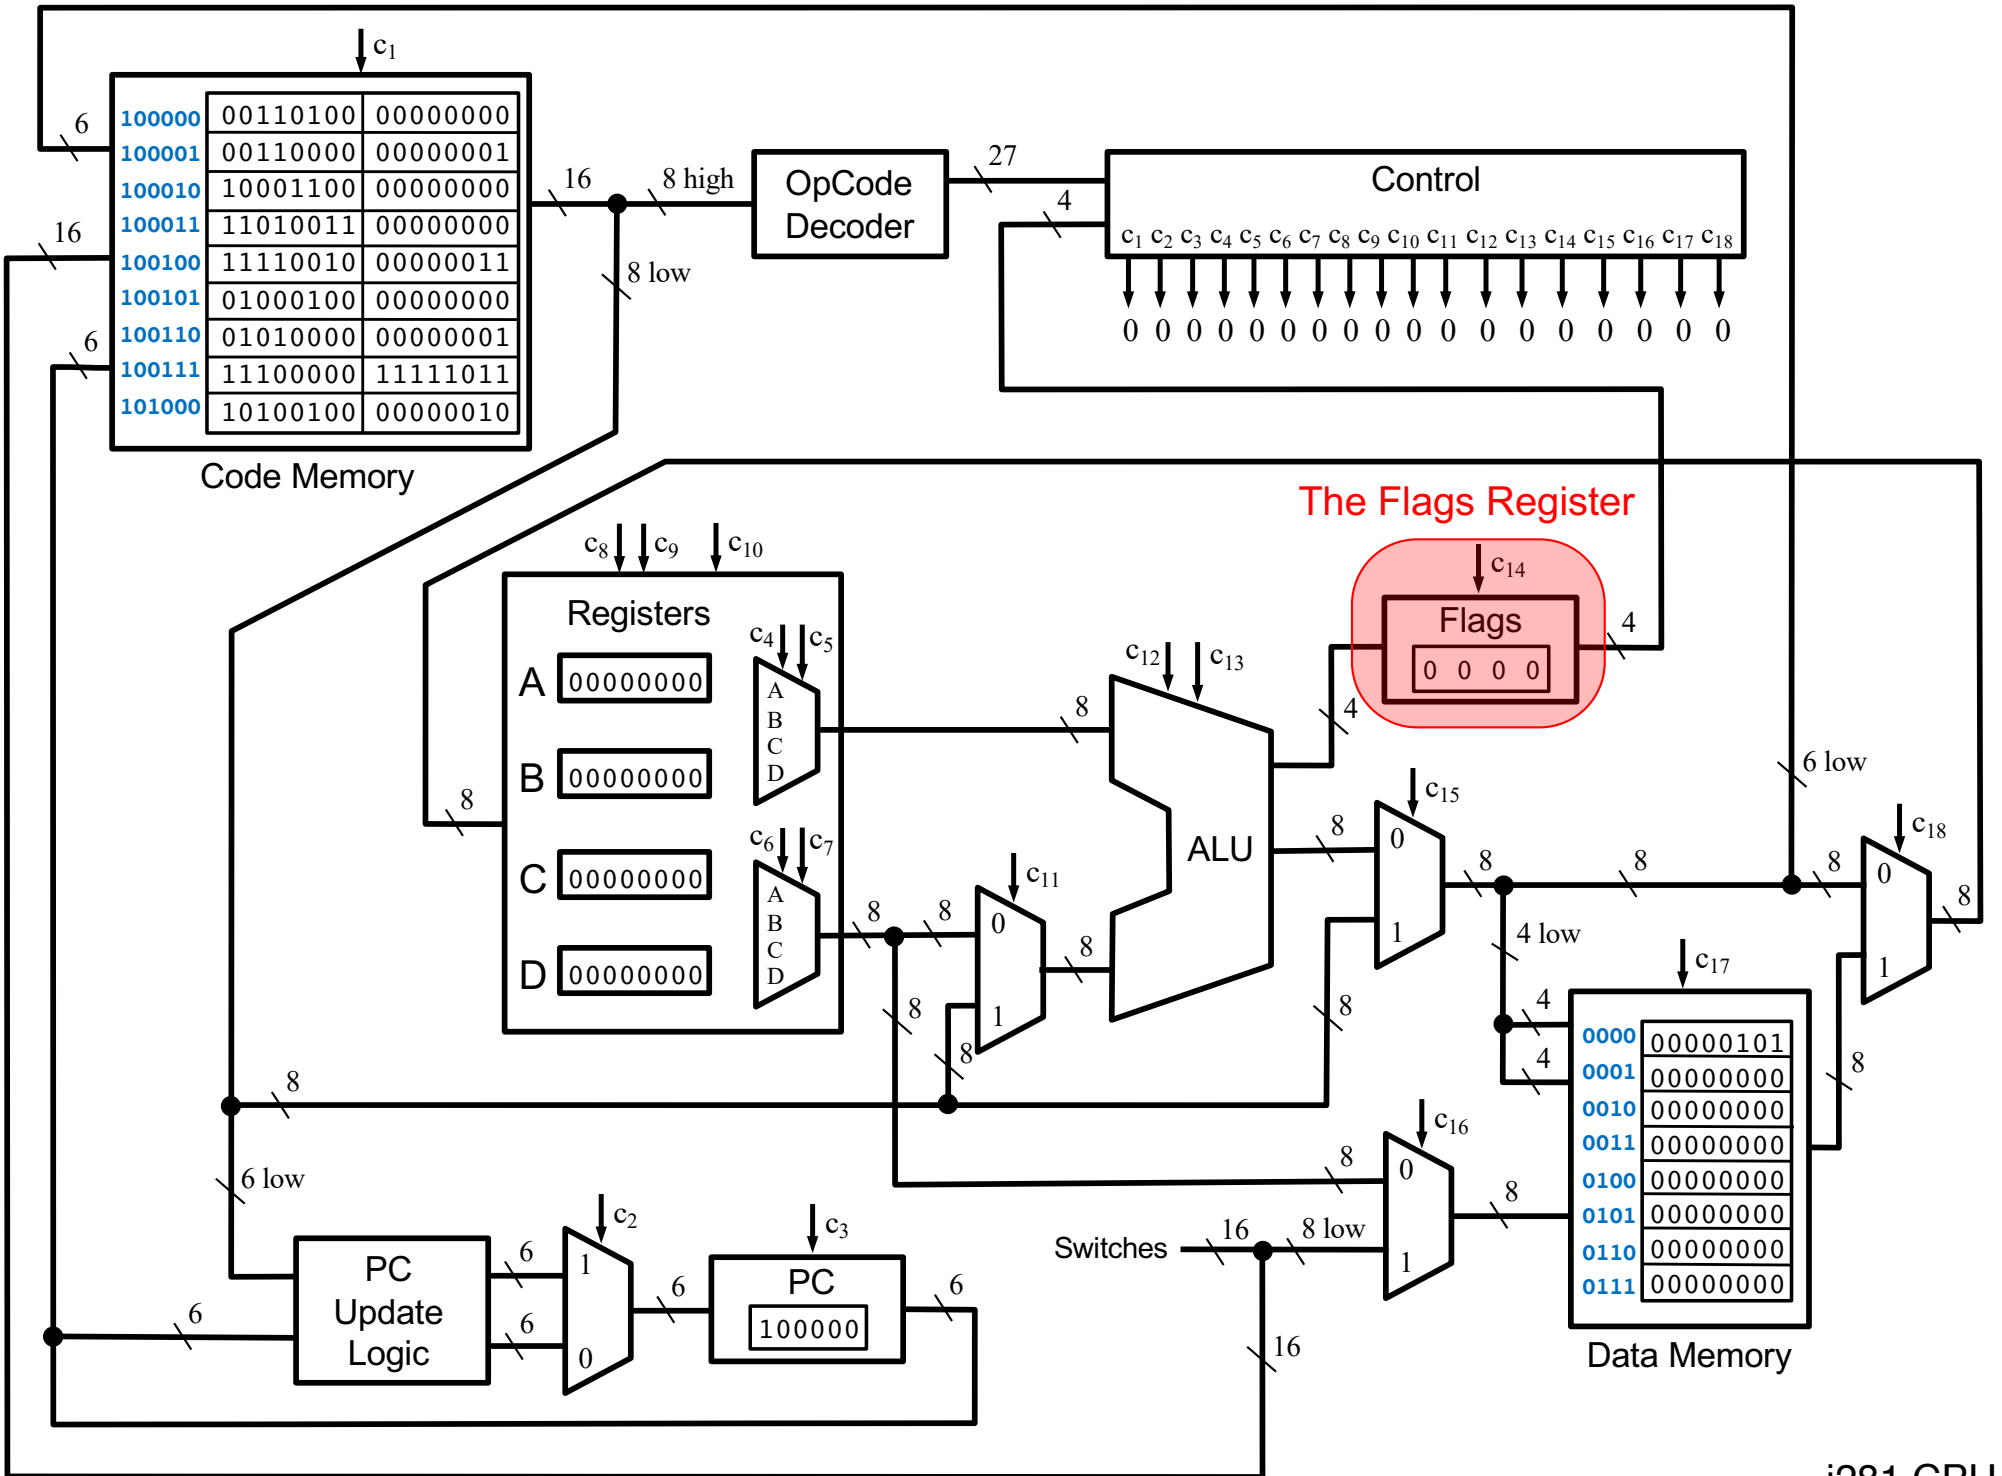 c1
6
100000 00110100 00000000
100001 00110000 00000001
100010 10001100 00000000
100011 11010011 00000000
100100 11110010 00000011
100101 01000100 00000000
100110 01010000 00000001
100111 11100000 11111011
101000 10100100 00000010
16
6
Code Memory
16
8 high
8 low
OpCode
Decoder
27
4
Control
c1 c2 c3 c4 c5 c6 c7 c8 c9 c10 c11 c12 c13 c14 c15 c16 c17 c18
0 0 0 0 0 0 0 0 0 0 0 0 0 0 0 0 0 0
The Flags Register
c14
Flags
0 0 0 0
4
4
c8 c9 c10
Registers
c4 c5
A 00000000
A
B
C
D
B 00000000
8
c6 c7
C 00000000
A
B
C
D
D 00000000
8
8
8
8
c11
0
1
8
8
c12 c13
ALU
8
c15
0
1
8
8
8
4 low
6 low
8
c18
0
1
8
c17
4
4
0000 00000101
0001 00000000
0010 00000000
0011 00000000
0100 00000000
0101 00000000
0110 00000000
0111 00000000
Data Memory
8
8
6 low
c16
8
0
1
8
Switches
16
8 low
16
PC
Update
Logic
6
6
6
c2
1
0
6
c3
PC
100000
6